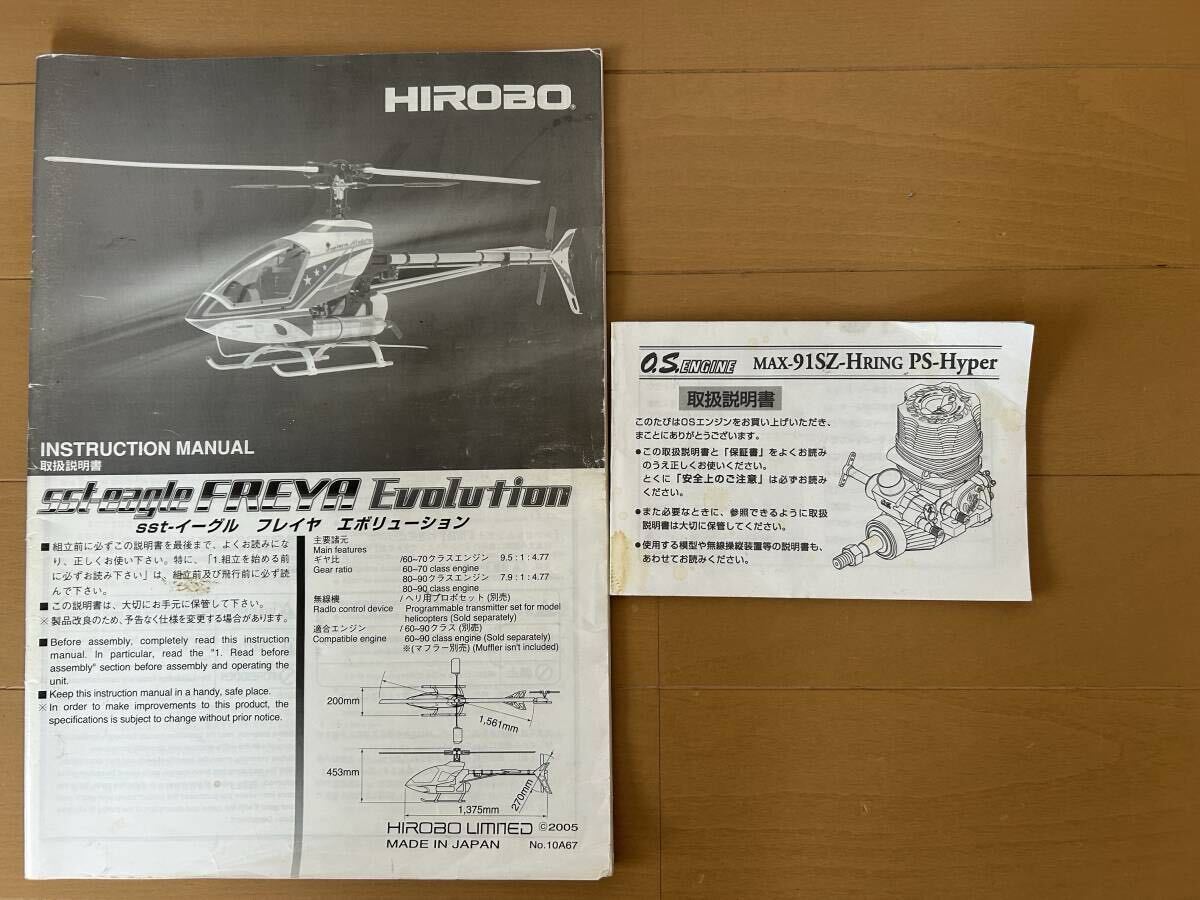 HIROBO®
INSTRUCTION MANUAL
取扱説明書
sst-eagle FREYA Evolution
sst-イーグル フレイヤ エボリューション
■ 組立前に必ずこの説明書を最後まで、よくお読みにな
り、正しくお使い下さい。特に、「1.組立を始める前
に必ずお読み下さい」は、組立前及び飛行前に必ず読
んで下さい。
■ この説明書は、大切にお手元に保管して下さい。
※ 製品改良のため、予告なく仕様を変更する場合があります。
■ Before assembly, completely read this instruction
manual. In particular, read the "1. Read before
assembly" section before assembly and operating the
unit.
■ Keep this instruction manual in a handy, safe place.
※ In order to make improvements to this product, the
specifications is subject to change without prior notice.
主要諸元
Main features
ギヤ比 /60~70クラスエンジン 9.5:1:4.77
Gear ratio 60~70 class engine
80~90クラスエンジン 7.9:1:4.77
80~90 class engine
無線機 /ヘリ用プロポセット(別売)
Radio control device Programmable transmitter set for model
helicopters (Sold separately)
適合エンジン /60~90クラス(別売)
Compatible engine 60~90 class engine (Sold separately)
※(マフラー別売) (Muffler isn't included)
200mm
1,561mm
453mm
270mm
1,375mm
HIROBO LIMITED ©2005
MADE IN JAPAN No.10A67
O.S. ENGINE MAX-91SZ-HRING PS-Hyper
取扱説明書
このたびはOSエンジンをお買い上げいただき、
まことにありがとうございます。
●この取扱説明書と「保証書」をよくお読み
のうえ正しくお使いください。
とくに「安全上のご注意」は必ずお読み
ください。
●また必要なときに、参照できるように取扱
説明書は大切に保管してください。
●使用する模型や無線操縦装置等の説明書も、
あわせてお読みください。